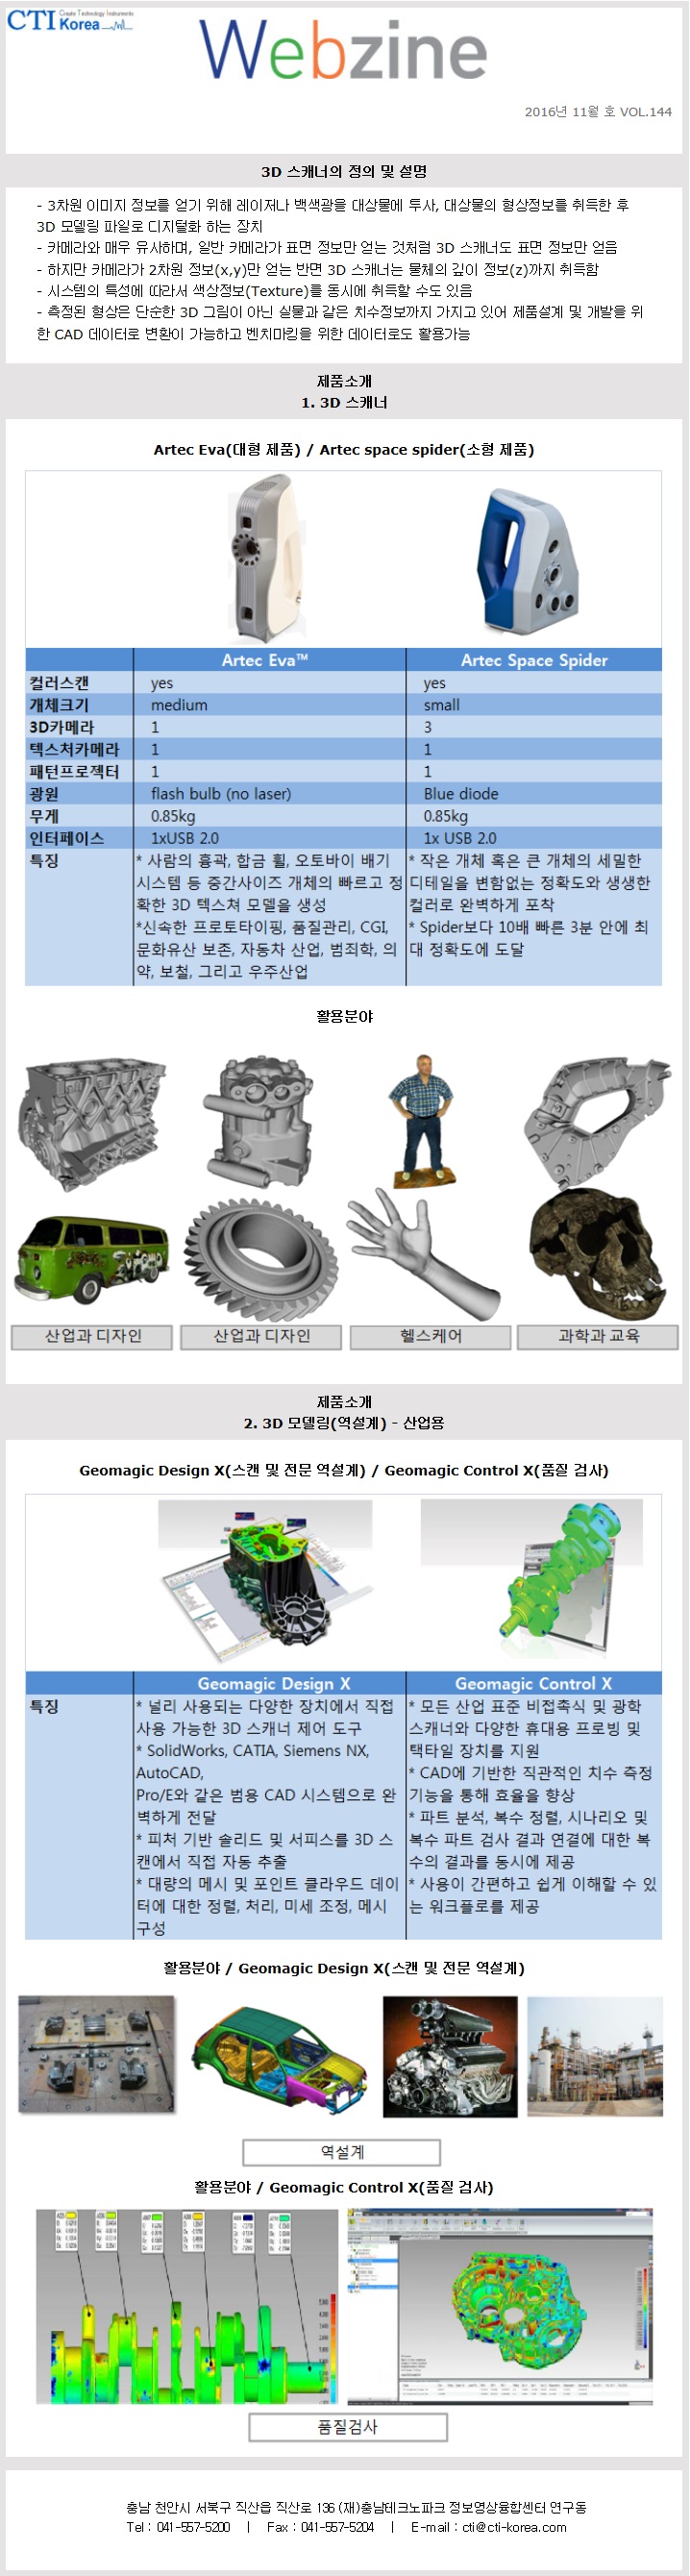 CTI Create Technology Instruments
Korea
Webzine
2016년 11월 호 VOL.144
3D 스캐너의 정의 및 설명
- 3차원 이미지 정보를 얻기 위해 레이저나 백색광을 대상물에 투사, 대상물의 형상정보를 취득한 후
3D 모델링 파일로 디지털화 하는 장치
- 카메라와 매우 유사하며, 일반 카메라가 표면 정보만 얻는 것처럼 3D 스캐너도 표면 정보만 얻음
- 하지만 카메라가 2차원 정보(x,y)만 얻는 반면 3D 스캐너는 물체의 깊이 정보(z)까지 취득함
- 시스템의 특성에 따라서 색상정보(Texture)를 동시에 취득할 수도 있음
- 측정된 형상은 단순한 3D 그림이 아닌 실물과 같은 치수정보까지 가지고 있어 제품설계 및 개발을 위
한 CAD 데이터로 변환이 가능하고 벤치마킹을 위한 데이터로도 활용가능
제품소개
1. 3D 스캐너
Artec Eva(대형 제품) / Artec space spider(소형 제품)
Artec Eva™ Artec Space Spider
컬러스캔 yes yes
개체크기 medium small
3D카메라 1 3
텍스처카메라 1 1
패턴프로젝터 1 1
광원 flash bulb (no laser) Blue diode
무게 0.85kg 0.85kg
인터페이스 1xUSB 2.0 1x USB 2.0
특징
* 사람의 흉곽, 합금 휠, 오토바이 배기
시스템 등 중간사이즈 개체의 빠르고 정
확한 3D 텍스쳐 모델을 생성
*신속한 프로토타이핑, 품질관리, CGI,
문화유산 보존, 자동차 산업, 범죄학, 의
약, 보철, 그리고 우주산업
* 작은 개체 혹은 큰 개체의 세밀한
디테일을 변함없는 정확도와 생생한
컬러로 완벽하게 포착
* Spider보다 10배 빠른 3분 안에 최
대 정확도에 도달
활용분야
산업과 디자인 산업과 디자인 헬스케어 과학과 교육
제품소개
2. 3D 모델링(역설계) - 산업용
Geomagic Design X(스캔 및 전문 역설계) / Geomagic Control X(품질 검사)
Geomagic Design X Geomagic Control X
특징
* 널리 사용되는 다양한 장치에서 직접
사용 가능한 3D 스캐너 제어 도구
* SolidWorks, CATIA, Siemens NX,
AutoCAD,
Pro/E와 같은 범용 CAD 시스템으로 완
벽하게 전달
* 피처 기반 솔리드 및 서피스를 3D 스
캔에서 직접 자동 추출
* 대량의 메시 및 포인트 클라우드 데이
터에 대한 정렬, 처리, 미세 조정, 메시
구성
* 모든 산업 표준 비접촉식 및 광학
스캐너와 다양한 휴대용 프로빙 및
택타일 장치를 지원
* CAD에 기반한 직관적인 치수 측정
기능을 통해 효율을 향상
* 파트 분석, 복수 정렬, 시나리오 및
복수 파트 검사 결과 연결에 대한 복
수의 결과를 동시에 제공
* 사용이 간편하고 쉽게 이해할 수 있
는 워크플로를 제공
활용분야 / Geomagic Design X(스캔 및 전문 역설계)
역설계
활용분야 / Geomagic Control X(품질 검사)
품질검사
충남 천안시 서북구 직산읍 직산로 136 (재)충남테크노파크 정보영상융합센터 연구동
Tel : 041-557-5200 | Fax : 041-557-5204 | E-mail : cti@cti-korea.com